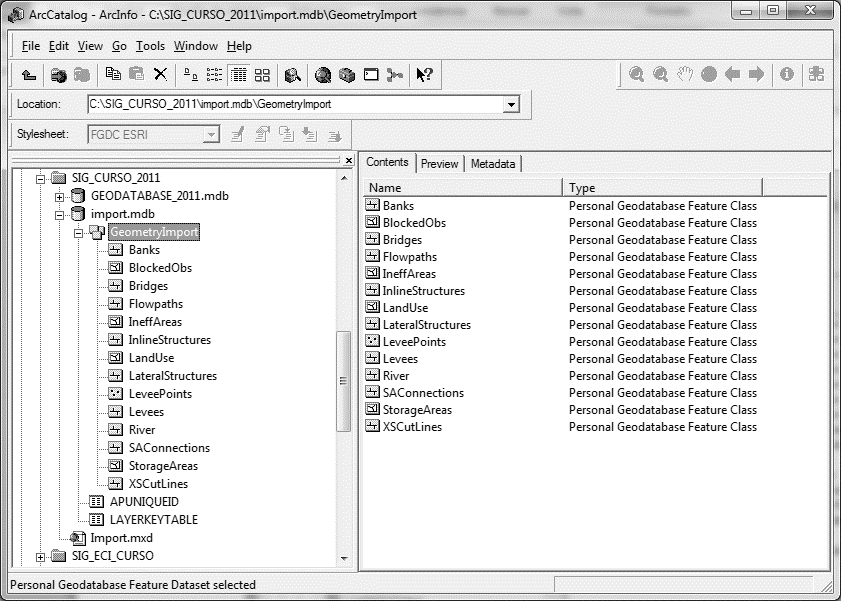 ArcCatalog - ArcInfo - C:\SIG_CURSO_2011\import.mdb\GeometryImport
File Edit View Go Tools Window Help
Location: C:\SIG_CURSO_2011\import.mdb\GeometryImport
Stylesheet: FGDC ESRI
SIG_CURSO_2011
GEODATABASE_2011.mdb
import.mdb
GeometryImport
Banks
BlockedObs
Bridges
Flowpaths
IneffAreas
InlineStructures
LandUse
LateralStructures
LeveePoints
Levees
River
SAConnections
StorageAreas
XSCutLines
APUNIQUEID
LAYERKEYTABLE
Import.mxd
SIG_ECI_CURSO
Contents Preview Metadata
Name Type
Banks Personal Geodatabase Feature Class
BlockedObs Personal Geodatabase Feature Class
Bridges Personal Geodatabase Feature Class
Flowpaths Personal Geodatabase Feature Class
IneffAreas Personal Geodatabase Feature Class
InlineStructures Personal Geodatabase Feature Class
LandUse Personal Geodatabase Feature Class
LateralStructures Personal Geodatabase Feature Class
LeveePoints Personal Geodatabase Feature Class
Levees Personal Geodatabase Feature Class
River Personal Geodatabase Feature Class
SAConnections Personal Geodatabase Feature Class
StorageAreas Personal Geodatabase Feature Class
XSCutLines Personal Geodatabase Feature Class
Personal Geodatabase Feature Dataset selected